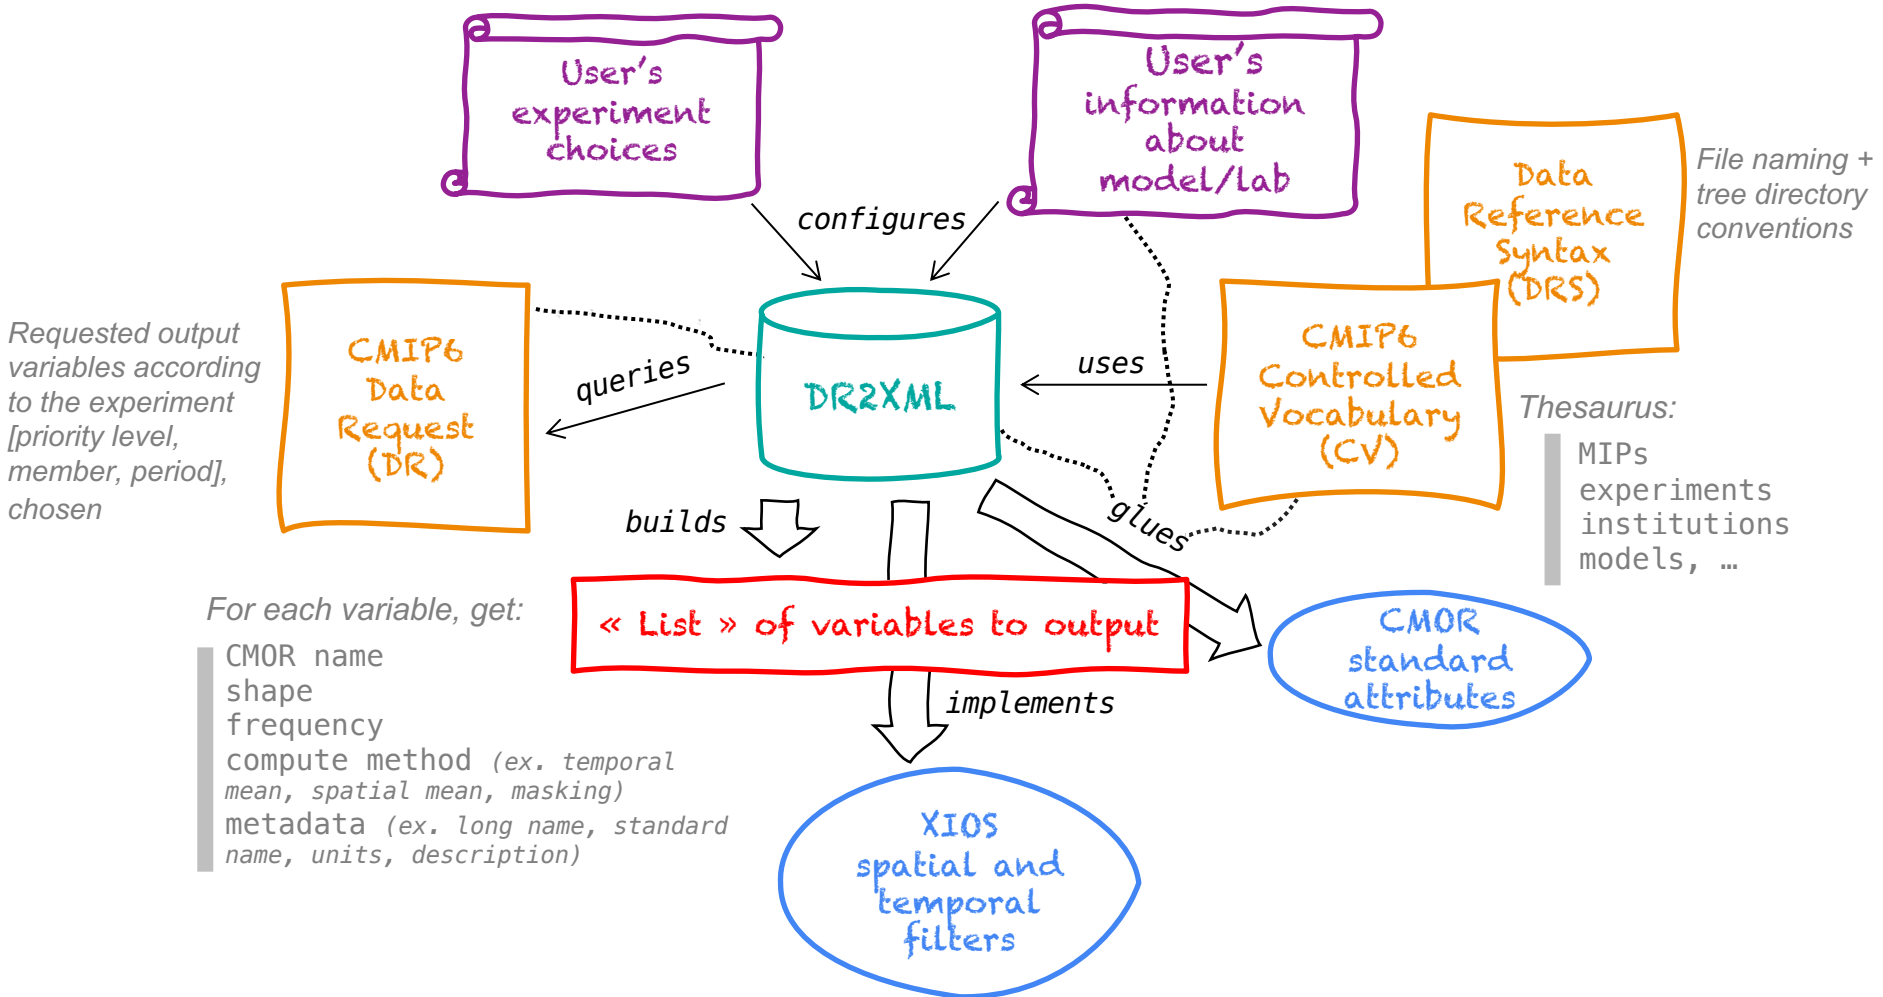 User's
experiment
choices
User's
information
about
model/lab
configures
Data
Reference
Syntax
(DRS)
File naming +
tree directory
conventions
Requested output
variables according
to the experiment
[priority level,
member, period],
chosen
CMIP6
Data
Request
(DR)
queries
DR2XML
uses
CMIP6
Controlled
Vocabulary
(CV)
Thesaurus:
MIPs
experiments
institutions
models, …
builds
glues
« List » of variables to output
For each variable, get:
CMOR name
shape
frequency
compute method (ex. temporal
mean, spatial mean, masking)
metadata (ex. long name, standard
name, units, description)
implements
CMOR
standard
attributes
XIOS
spatial and
temporal
filters